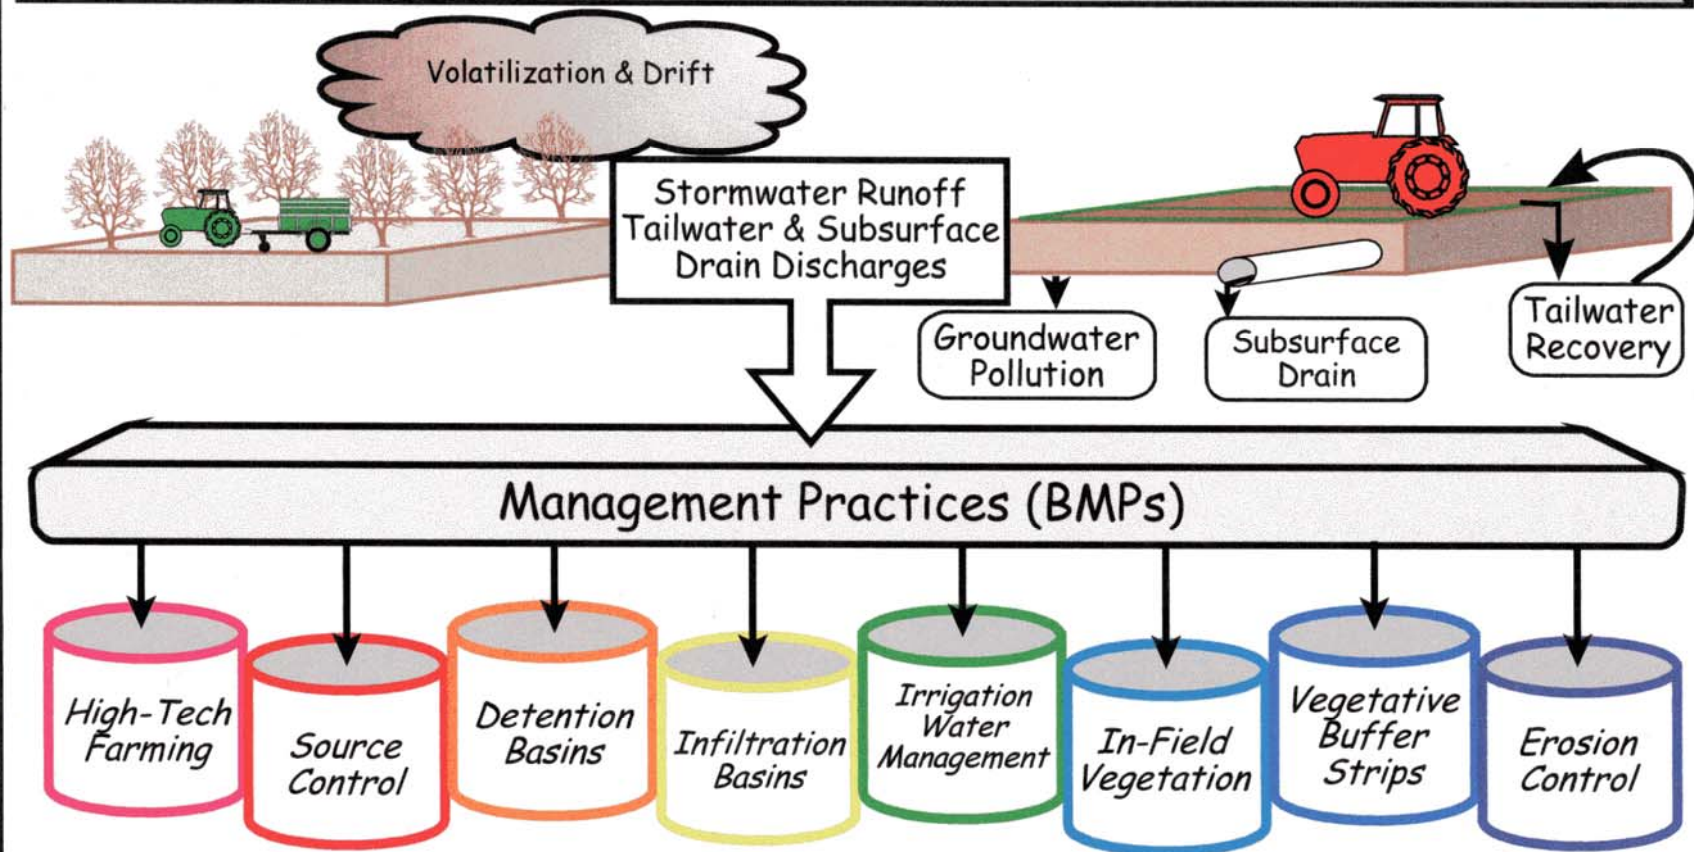 Volatilization & Drift
Stormwater Runoff
Tailwater & Subsurface
Drain Discharges
Groundwater
Pollution
Subsurface
Drain
Tailwater
Recovery
Management Practices (BMPs)
High-Tech
Farming
Source
Control
Detention
Basins
Infiltration
Basins
Irrigation
Water
Management
In-Field
Vegetation
Vegetative
Buffer
Strips
Erosion
Control